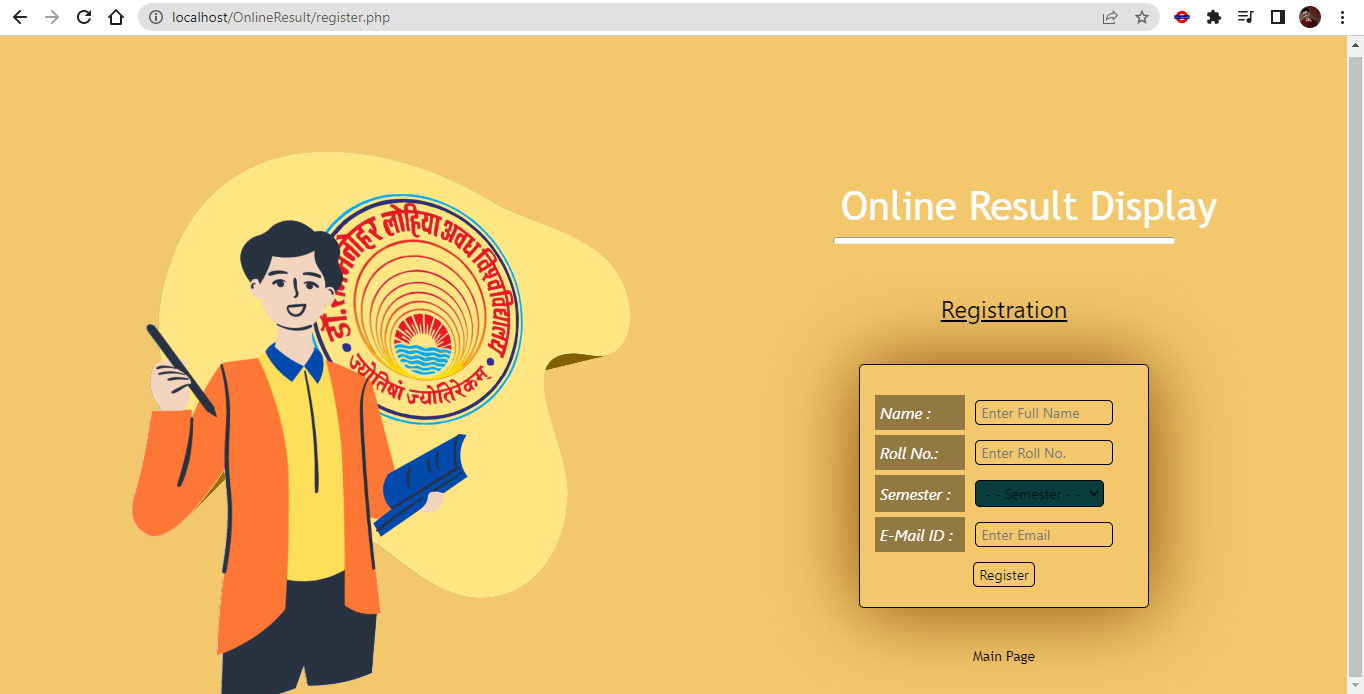 localhost/OnlineResult/register.php
Online Result Display
Registration
Name :
Enter Full Name
Roll No.:
Enter Roll No.
Semester :
- - Semester - -
E-Mail ID :
Enter Email
Register
Main Page
मनोहर लोहिया अवध विश्वविद्यालय
डॉ.
ज्योतिषां ज्योतिरेकम्